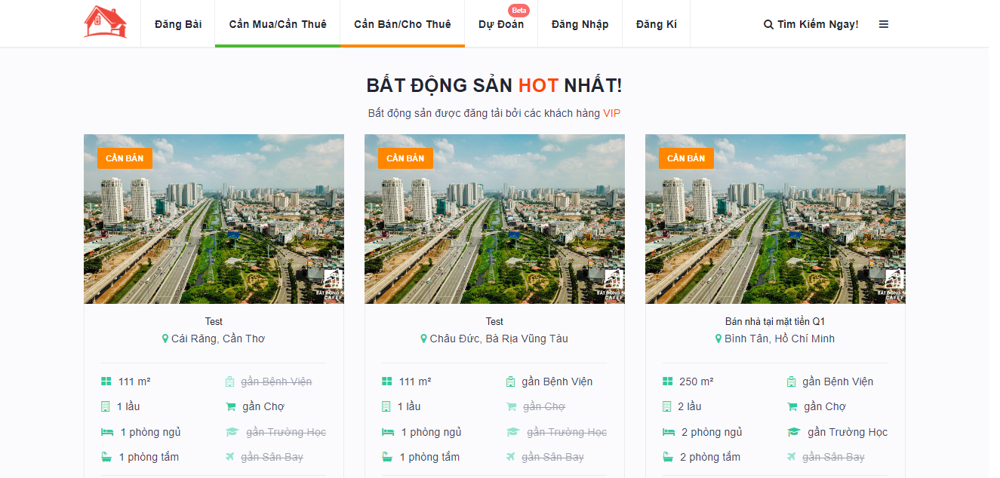 Đăng Bài
Cần Mua/Cần Thuê
Cần Bán/Cho Thuê
Dự Đoán
Beta
Đăng Nhập
Đăng Kí
Tìm Kiếm Ngay!
BẤT ĐỘNG SẢN HOT NHẤT!
Bất động sản được đăng tải bởi các khách hàng VIP
CẦN BÁN
BẤT ĐỘNG S
CAFEF
Test
Cái Răng, Cần Thơ
111 m²
gần Bệnh Viện
1 lầu
gần Chợ
1 phòng ngủ
gần Trường Học
1 phòng tắm
gần Sân Bay
CẦN BÁN
BẤT ĐỘNG S
CAFEF
Test
Châu Đức, Bà Rịa Vũng Tàu
111 m²
gần Bệnh Viện
1 lầu
gần Chợ
1 phòng ngủ
gần Trường Học
1 phòng tắm
gần Sân Bay
CẦN BÁN
BẤT ĐỘNG S
CAFEF
Bán nhà tại mặt tiền Q1
Bình Tân, Hồ Chí Minh
250 m²
gần Bệnh Viện
2 lầu
gần Chợ
2 phòng ngủ
gần Trường Học
2 phòng tắm
gần Sân Bay